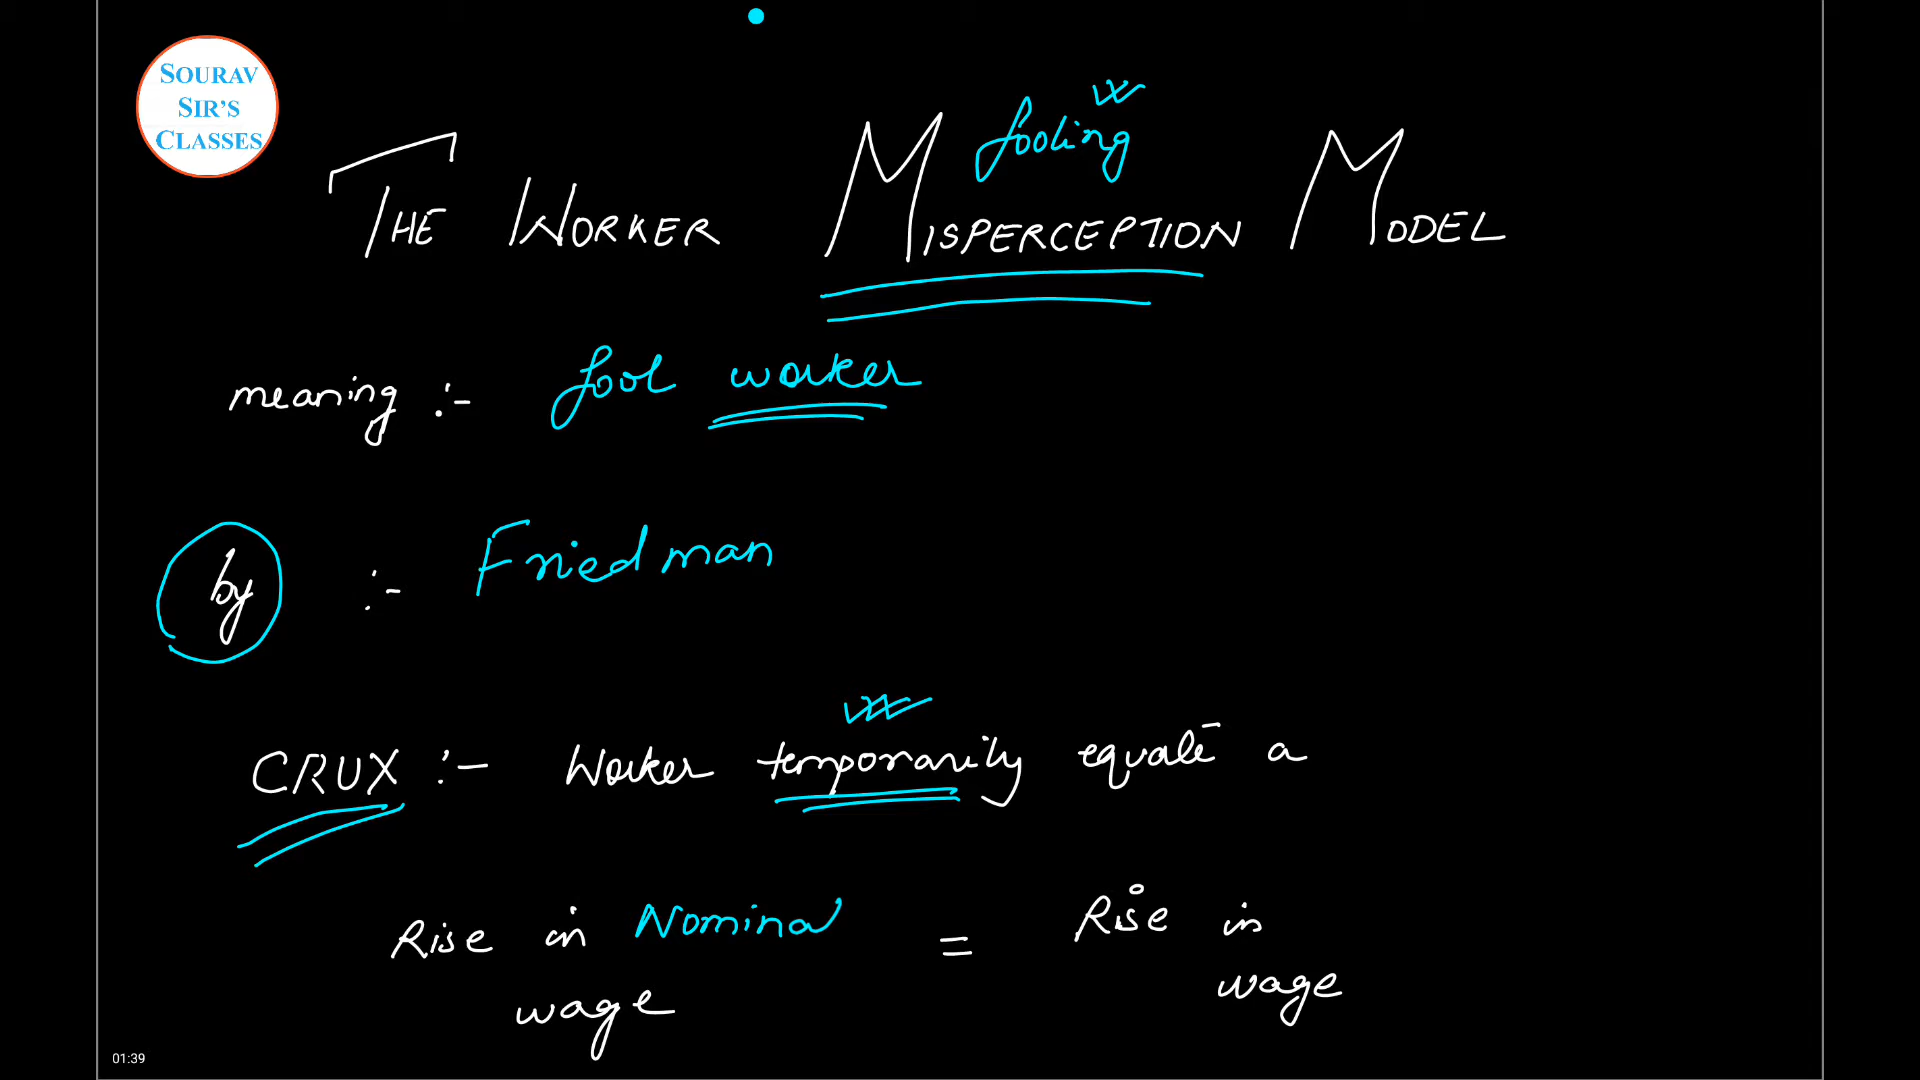 SOURAV
SIR'S
CLASSES
fooling
THE WORKER MISPERCEPTION MODEL
meaning :- fool worker
by :- Friedman
CRUX :- Worker temporarily equate a
Rise in Nominal = Rise in
wage wage
01:39